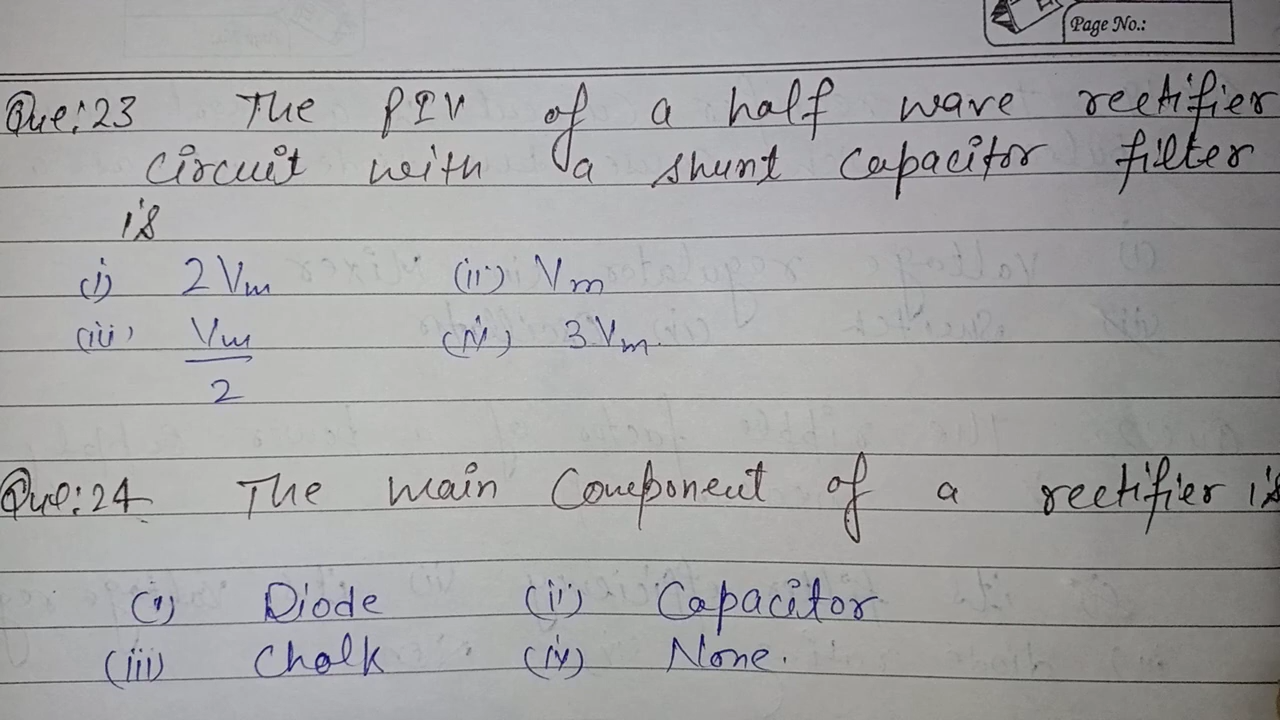 Page No.:
Que:23 The PIV of a half wave rectifier
circuit with a shunt capacitor filter
is
(i) 2Vm (ii) Vm
(iii) Vm/2 (iv) 3Vm.
Que:24 The main Component of a rectifier is
(i) Diode (ii) Capacitor
(iii) Chalk (iv) None.